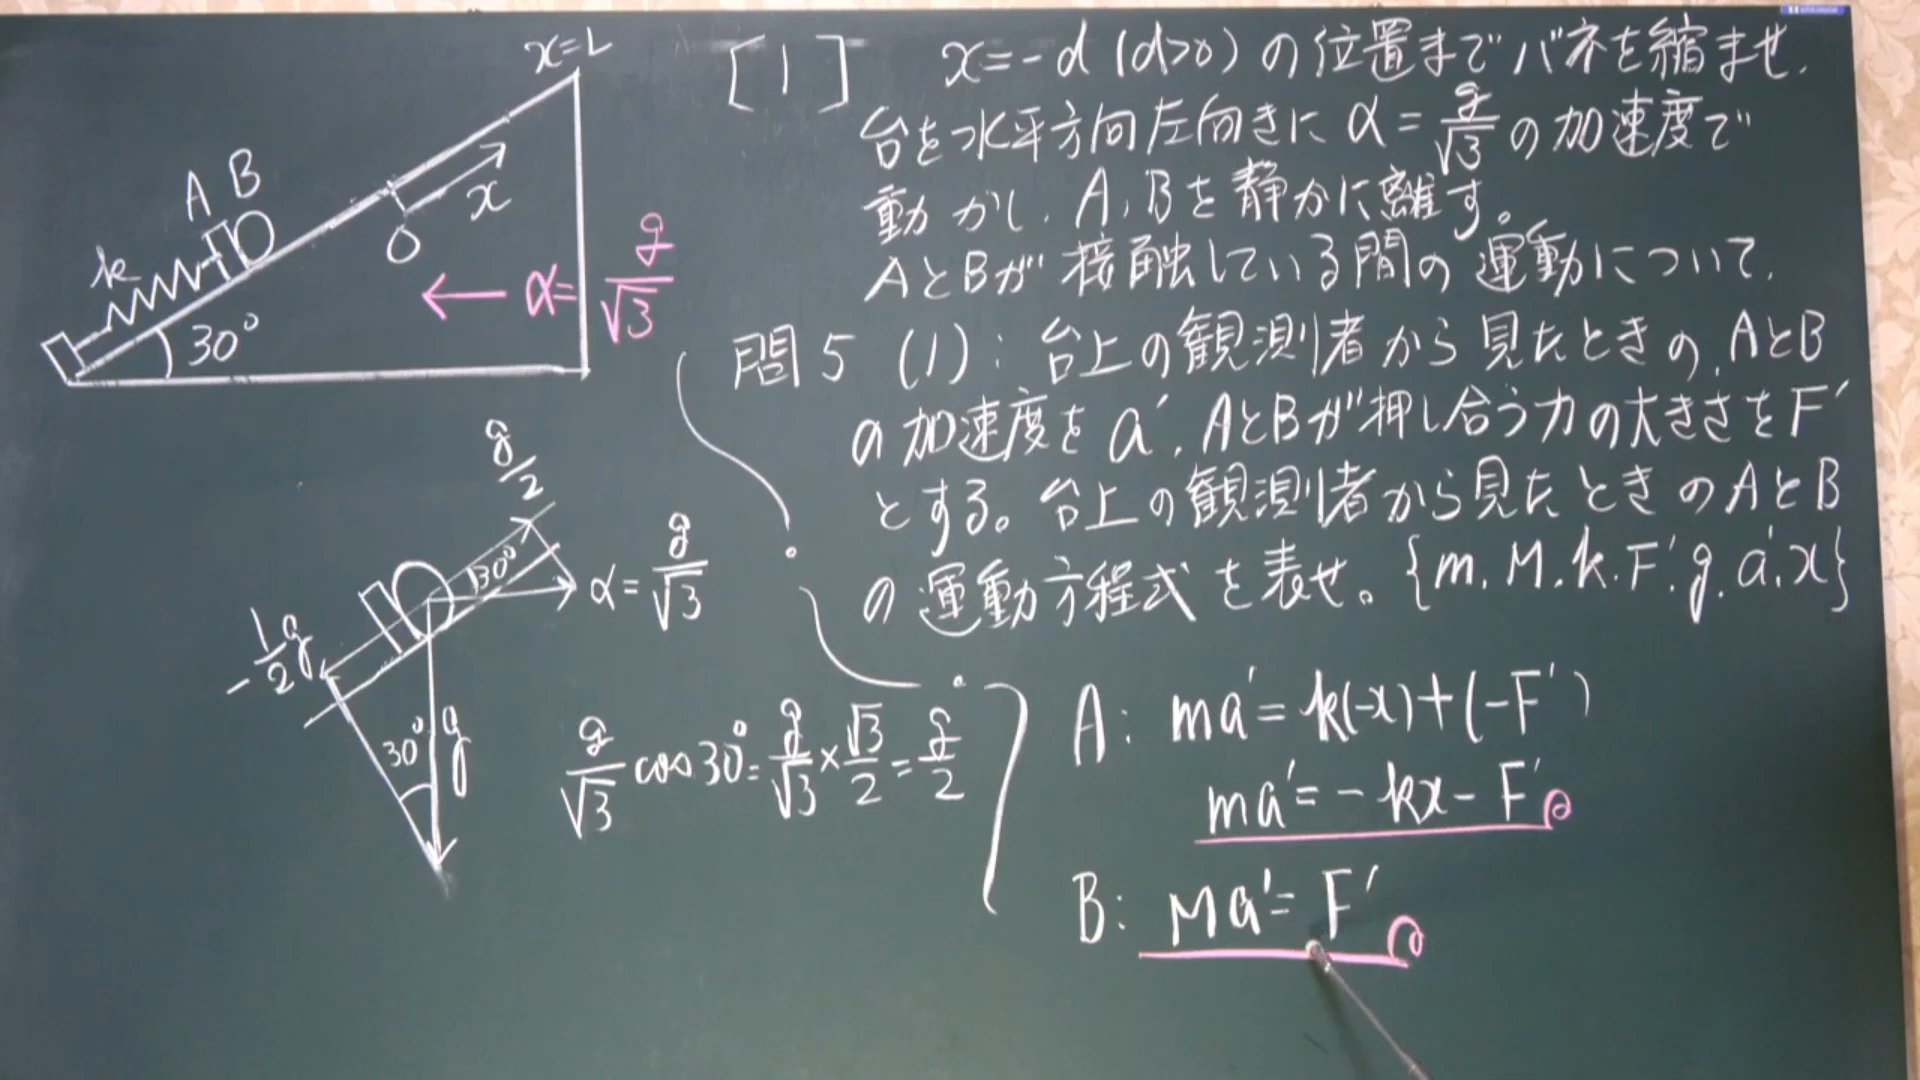 x=L
A B
k
O
x
30°
α=g/√3
[1] x=-d (d>0) の位置までバネを縮ませ、
台を水平方向左向きに α=g/√3 の加速度で
動かし、A,Bを静かに離す。
AとBが接触している間の運動について、
問5 (1):台上の観測者から見たときの、AとB
の加速度をa'、AとBが押し合う力の大きさをF'
とする。台上の観測者から見たときのAとB
の運動方程式を表せ。{m.M.k.F'.g.a'.x}
g/2
30°
α=g/√3
-1/2g
30°
g
g/√3 cos30°=g/√3×√3/2=g/2
A: ma'=k(-x)+(-F')
ma'=-kx-F'
B: Ma'=F'